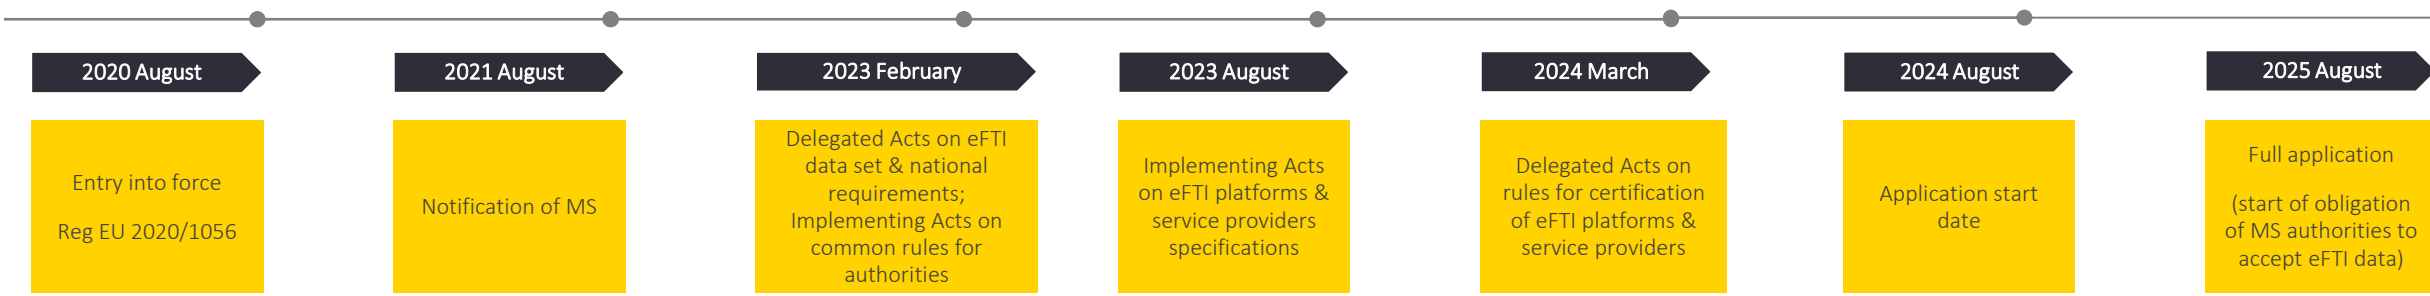 2020 August
2021 August
2023 February
2023 August
2024 March
2024 August
2025 August
Entry into force
Reg EU 2020/1056
Notification of MS
Delegated Acts on eFTI
data set & national
requirements;
Implementing Acts on
common rules for
authorities
Implementing Acts
on eFTI platforms &
service providers
specifications
Delegated Acts on
rules for certification
of eFTI platforms &
service providers
Application start
date
Full application
(start of obligation
of MS authorities to
accept eFTI data)